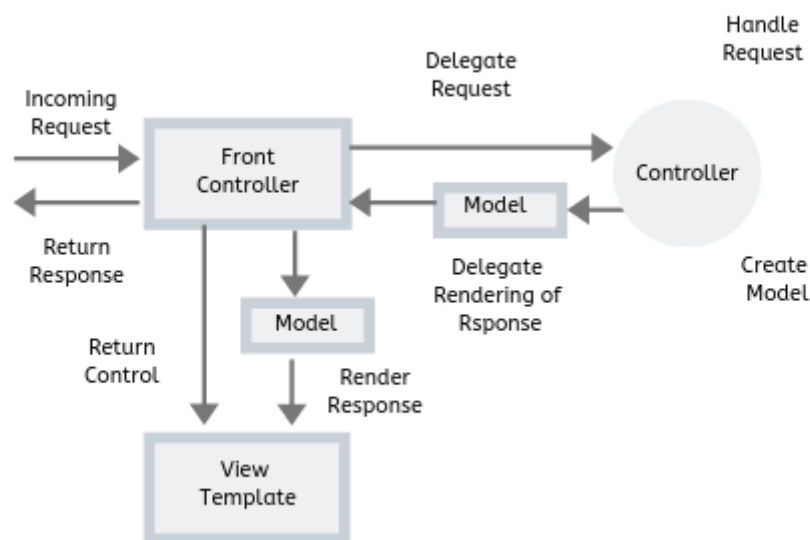 Handle
Request
Delegate
Request
Incoming
Request
Front
Controller
Controller
Model
Return
Response
Delegate
Rendering of
Rsponse
Create
Model
Model
Return
Control
Render
Response
View
Template